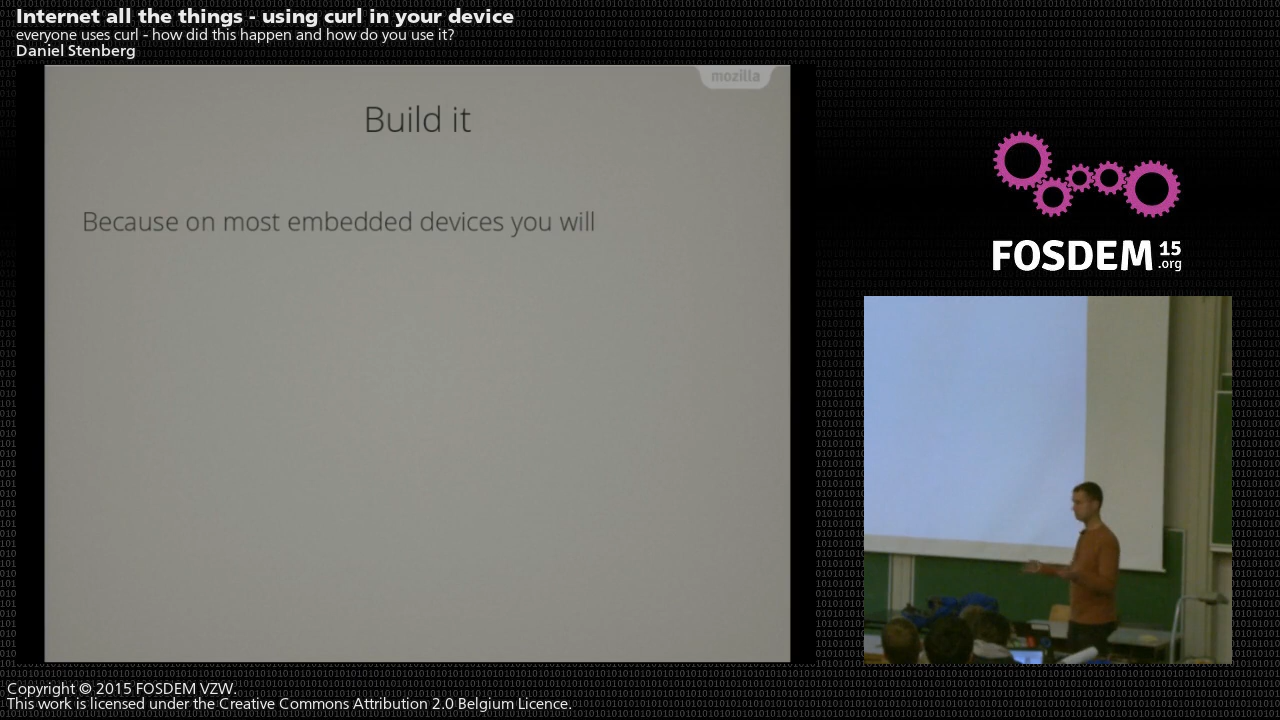 Internet all the things - using curl in your device
everyone uses curl - how did this happen and how do you use it?
Daniel Stenberg
mozilla
Build it
Because on most embedded devices you will
FOSDEM 15
.org
Copyright © 2015 FOSDEM VZW.
This work is licensed under the Creative Commons Attribution 2.0 Belgium Licence.